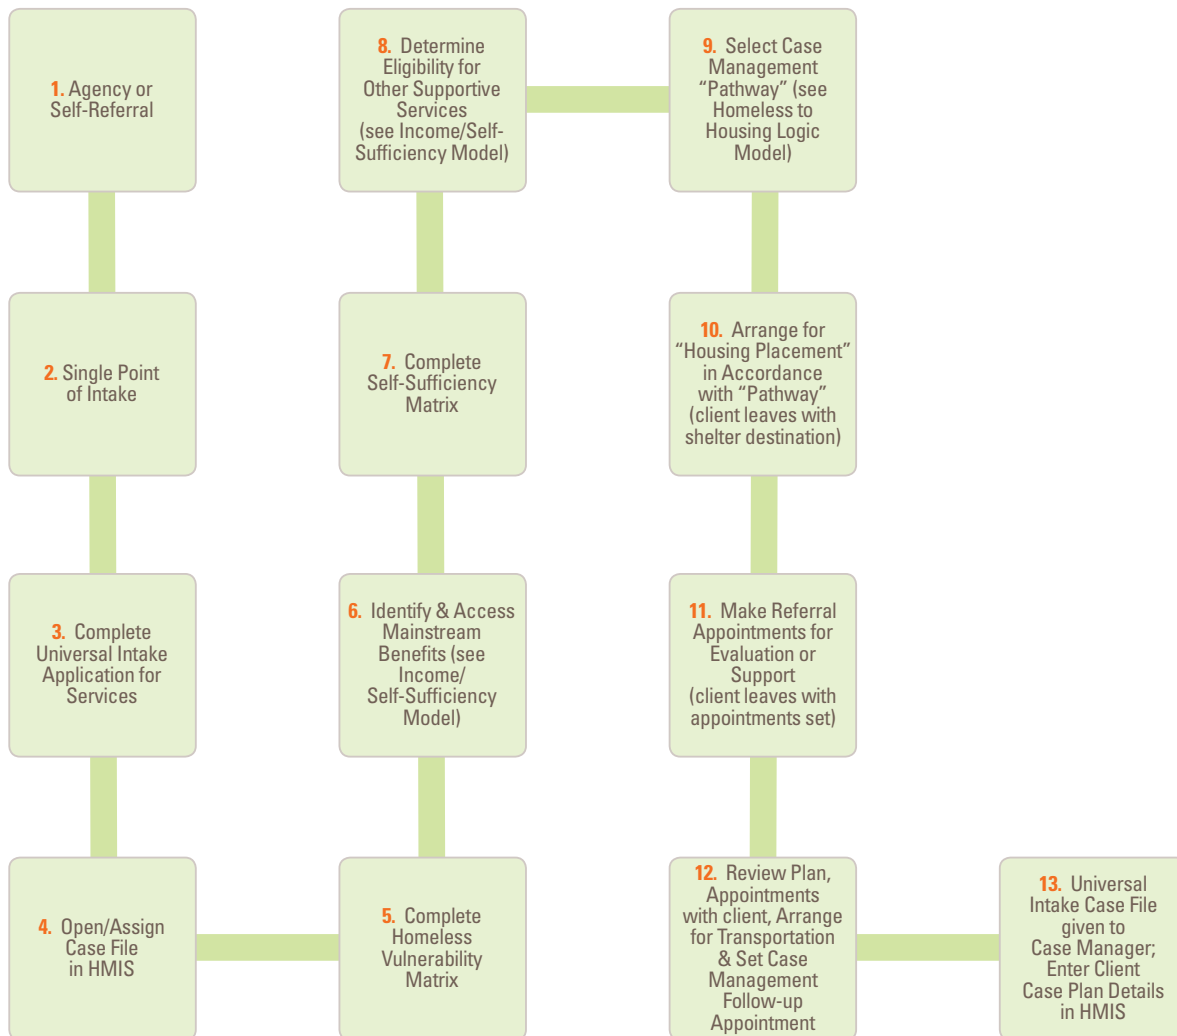 1. Agency or
Self-Referral
2. Single Point
of Intake
3. Complete
Universal Intake
Application for
Services
4. Open/Assign
Case File
in HMIS
5. Complete
Homeless
Vulnerability
Matrix
6. Identify & Access
Mainstream
Benefits (see
Income/
Self-Sufficiency
Model)
7. Complete
Self-Sufficiency
Matrix
8. Determine
Eligibility for
Other Supportive
Services
(see Income/Self-
Sufficiency Model)
9. Select Case
Management
“Pathway” (see
Homeless to
Housing Logic
Model)
10. Arrange for
“Housing Placement”
in Accordance
with “Pathway”
(client leaves with
shelter destination)
11. Make Referral
Appointments for
Evaluation or
Support
(client leaves with
appointments set)
12. Review Plan,
Appointments
with client, Arrange
for Transportation
& Set Case
Management
Follow-up
Appointment
13. Universal
Intake Case File
given to
Case Manager;
Enter Client
Case Plan Details
in HMIS